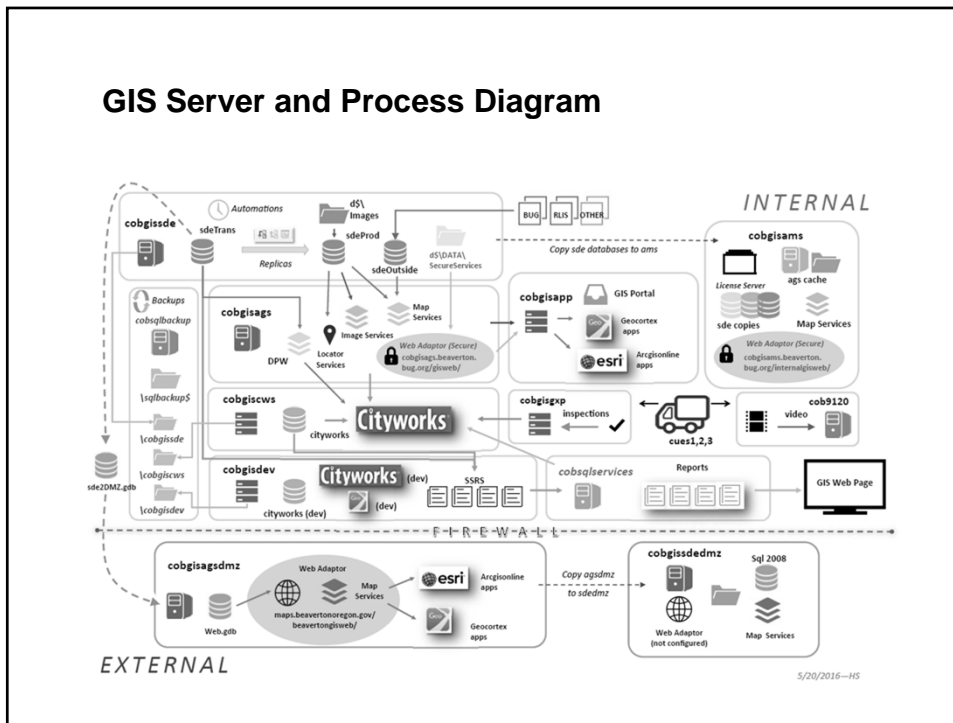 GIS Server and Process Diagram
INTERNAL
cobgissde
Automations
sdeTrans
Replicas
d$\
Images
sdeProd
sdeOutside
d$\DATA\
SecureServices
BUG
RLIS
OTHER
Copy sde databases to ams
cobgisams
License Server
ags cache
sde copies
Map Services
Web Adaptor (Secure)
cobgisams.beaverton.
bug.org/internalgisweb/
Backups
cobsqlbackup
\sqlbackup$
\cobgissde
\cobgiscws
\cobgisdev
sde2DMZ.gdb
cobgisags
DPW
Locator
Services
Image Services
Map
Services
Web Adaptor (Secure)
cobgisags.beaverton.
bug.org/gisweb/
cobgisapp
GIS Portal
Geo
Geocortex
apps
esri
Arcgisonline
apps
cobgiscws
cityworks
Cityworks
cobgisgxp
inspections
cues1,2,3
cob9120
video
cobgisdev
cityworks (dev)
Cityworks
(dev)
(dev)
SSRS
cobsqlservices
Reports
GIS Web Page
FIREWALL
cobgisagsdmz
Web.gdb
Web Adaptor
Map
Services
maps.beavertonoregon.gov/
beavertongisweb/
esri
Arcgisonline
apps
Geo
Geocortex
apps
Copy agsdmz
to sdedmz
cobgissdedmz
Web Adaptor
(not configured)
Sql 2008
Map Services
EXTERNAL
5/20/2016—HS